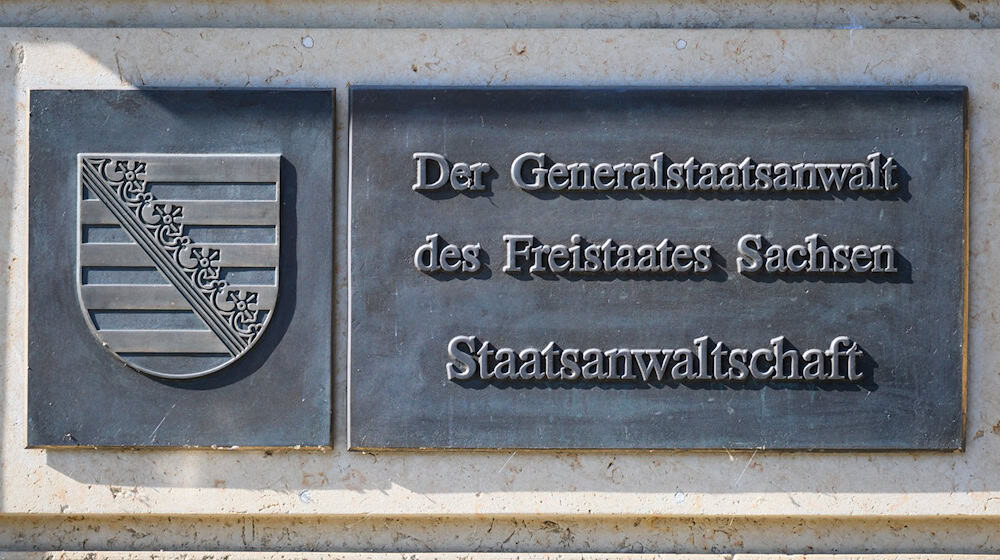 Der Generalstaatsanwalt
des Freistaates Sachsen
Staatsanwaltschaft